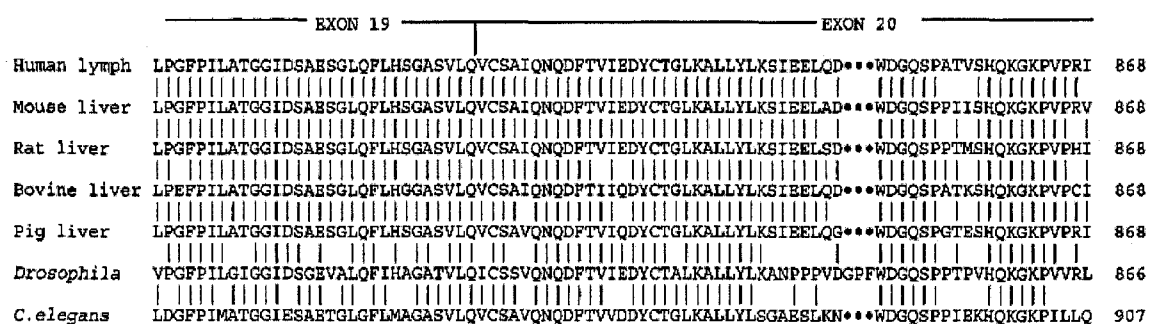 EXON 19 EXON 20
Human lymph LPGFPILATGGIDSAESGLQFLHSGASVLQVCSAIQNQDFTVIEDYCTGLKALLYLKSIEELQD•••WDGQSPATVSHQKGKPVPRI 868
Mouse liver LPGFPILATGGIDSAESGLQFLHSGASVLQVCSAIQNQDFTVIEDYCTGLKALLYLKSIEELAD•••WDGQSPPIISHQKGKPVPRV 868
Rat liver LPGFPILATGGIDSAESGLQFLHSGASVLQVCSAIQNQDFTVIEDYCTGLKALLYLKSIEELSD•••WDGQSPPTMSHQKGKPVPHI 868
Bovine liver LPEFPILATGGIDSAESGLQFLHGGASVLQVCSAIQNQDFTIIQDYCTGLKALLYLKSIEELQD•••WDGQSPATKSHQKGKPVPCI 868
Pig liver LPGFPILATGGIDSAESGLQFLHSGASVLQVCSAVQNQDFTVIQDYCTGLKALLYLKSIEELQG•••WDGQSPGTESHQKGKPVPRI 868
Drosophila VPGFPILGIGGIDSGEVALQFIHAGATVLQICSSVQNQDFTVIEDYCTALKALLYLKANPPPVDGPFWDGQSPPTPVHQKGKPVVRL 866
C.elegans LDGFPIMATGGIESAETGLGFLMAGASVLQVCSAVQNQDFTVVDDYCTGLKALLYLSGAESLKN•••WDGQSPPIEKHQKGKPILLQ 907